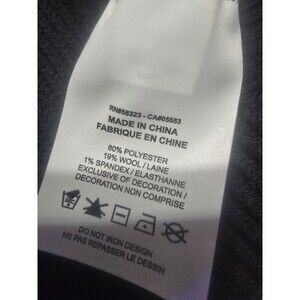 RN#58323 - CA#05553
MADE IN CHINA
FABRIQUE EN CHINE
80% POLYESTER
19% WOOL / LAINE
1% SPANDEX / ELASTHANNE
EXCLUSIVE OF DECORATION /
DECORATION NON COMPRISE
DO NOT IRON DESIGN
NE PAS REPASSER LE DESSIN